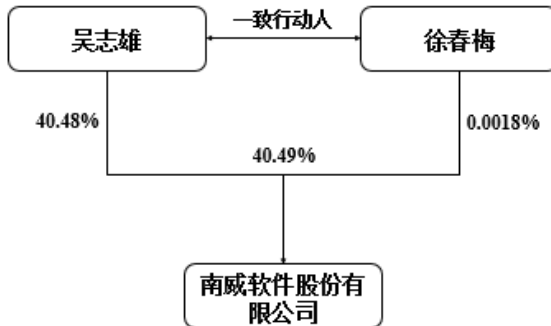 一致行动人
吴志雄
徐春梅
40.48%
0.0018%
40.49%
南威软件股份有
限公司